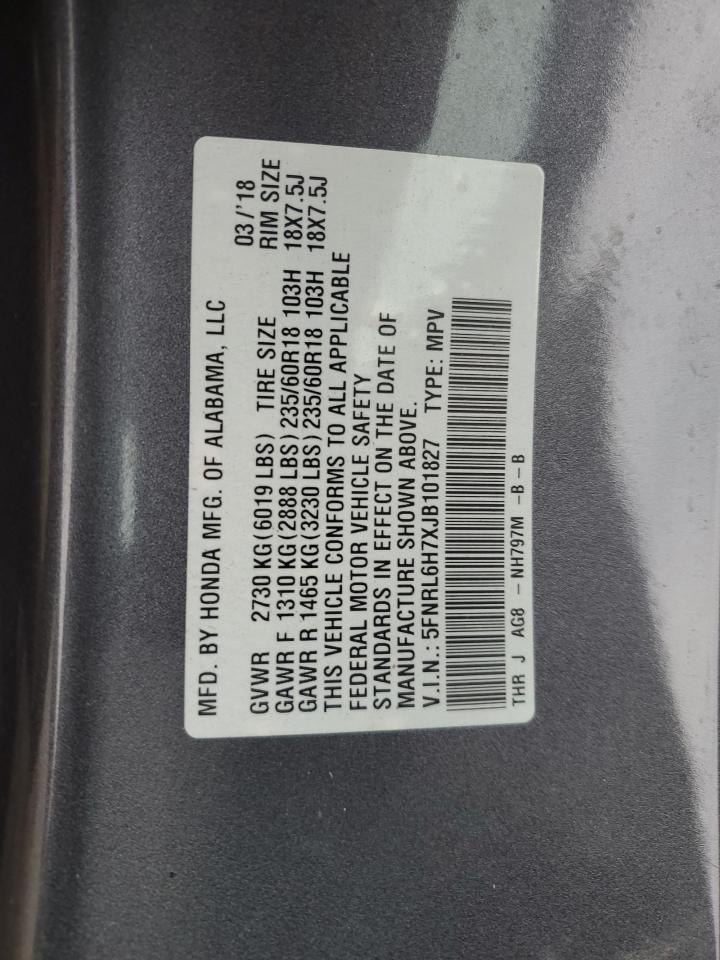 MFD. BY HONDA MFG. OF ALABAMA, LLC
03/'18
GVWR 2730 KG(6019 LBS) TIRE SIZE RIM SIZE
GAWR F 1310 KG(2888 LBS)235/60R18 103H 18X7.5J
GAWR R 1465 KG(3230 LBS)235/60R18 103H 18X7.5J
THIS VEHICLE CONFORMS TO ALL APPLICABLE
FEDERAL MOTOR VEHICLE SAFETY
STANDARDS IN EFFECT ON THE DATE OF
MANUFACTURE SHOWN ABOVE.
V.I.N.: 5FNRL6H7XJB101827 TYPE: MPV
THR J AG8 - NH797M -B - B